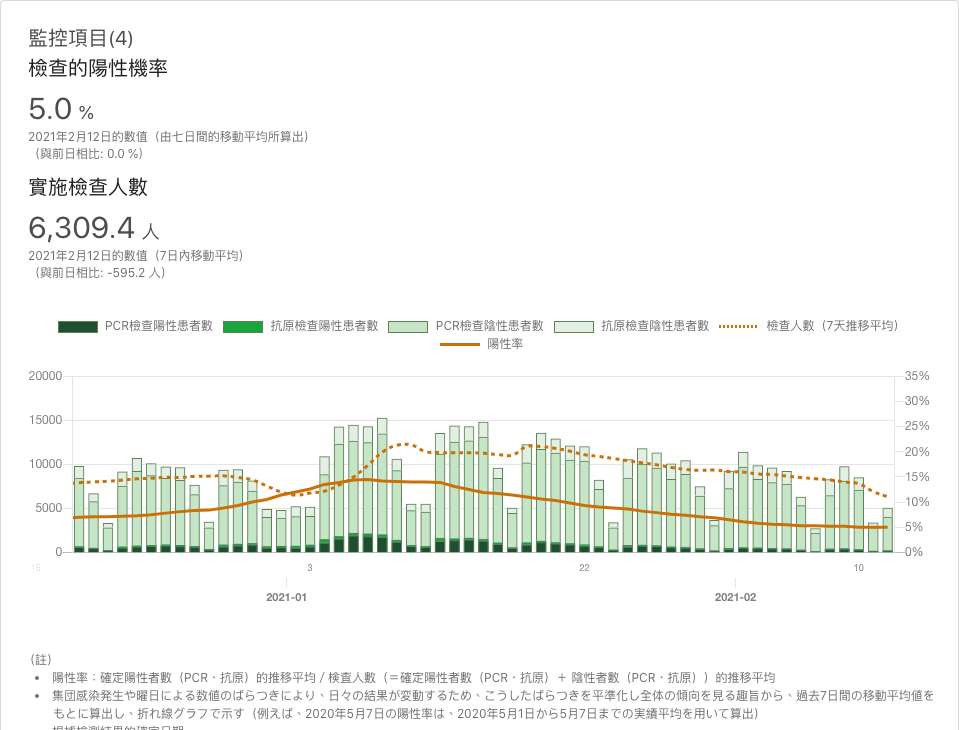 監控項目(4)
檢查的陽性機率
5.0 %
2021年2月12日的數值（由七日間的移動平均所算出）
（與前日相比: 0.0 %）
實施檢查人數
6,309.4 人
2021年2月12日的數值（7日內移動平均）
（與前日相比: -595.2 人）
PCR檢查陽性患者數 抗原檢查陽性患者數 PCR檢查陰性患者數 抗原檢查陰性患者數 檢查人數（7天推移平均）
陽性率
20000 35%
30%
15000 25%
20%
10000 15%
10%
5000 5%
0 0%
15 3 22 10
2021-01 2021-02
（註）
• 陽性率：確定陽性者數（PCR・抗原）的推移平均 / 検査人數（＝確定陽性者數（PCR・抗原）＋ 陰性者數（PCR・抗原））的推移平均
• 集団感染発生や曜日による数値のばらつきにより、日々の結果が変動するため、こうしたばらつきを平準化し全体の傾向を見る趣旨から、過去7日間の移動平均値を
もとに算出し、折れ線グラフで示す（例えば、2020年5月7日の陽性率は、2020年5月1日から5月7日までの実績平均を用いて算出）